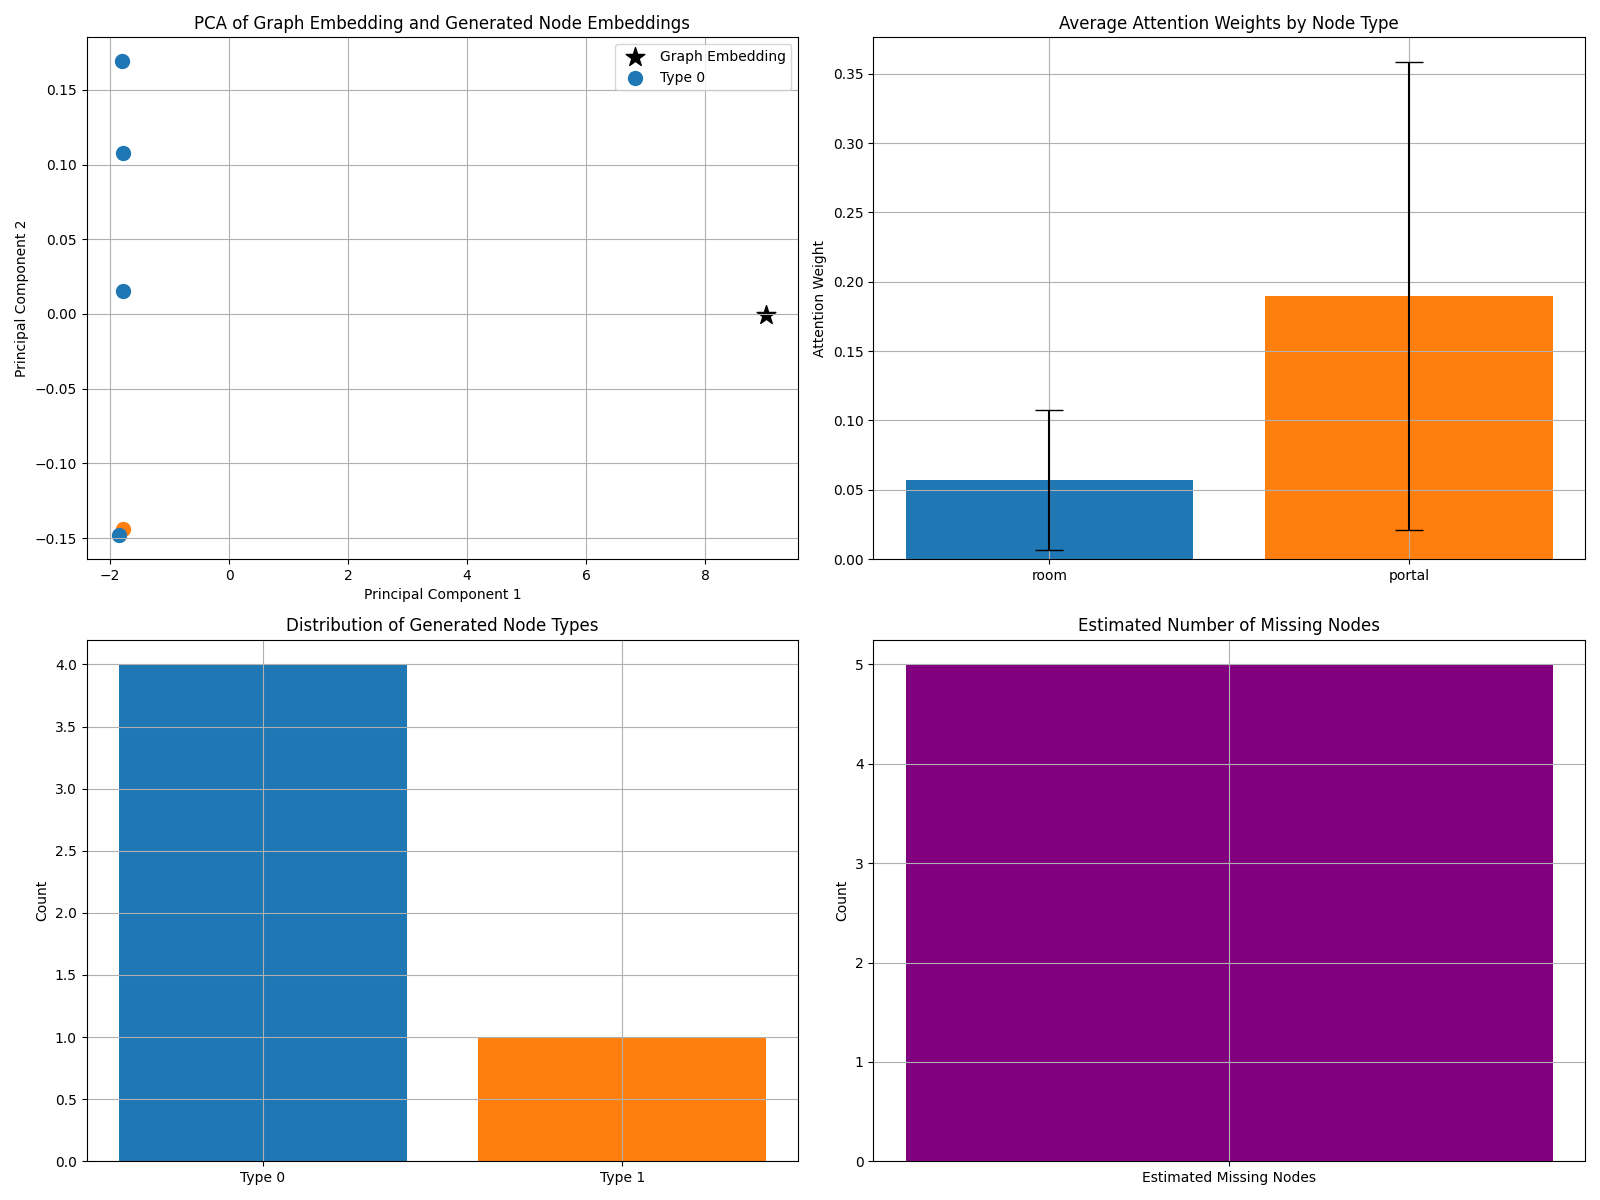 PCA of Graph Embedding and Generated Node Embeddings
Graph Embedding
Type 0
0.15
0.10
0.05
0.00
−0.05
−0.10
−0.15
Principal Component 2
−2
0
2
4
6
8
Principal Component 1
Average Attention Weights by Node Type
0.35
0.30
0.25
0.20
0.15
0.10
0.05
0.00
Attention Weight
room
portal
Distribution of Generated Node Types
4.0
3.5
3.0
2.5
2.0
1.5
1.0
0.5
0.0
Count
Type 0
Type 1
Estimated Number of Missing Nodes
5
4
3
2
1
0
Count
Estimated Missing Nodes